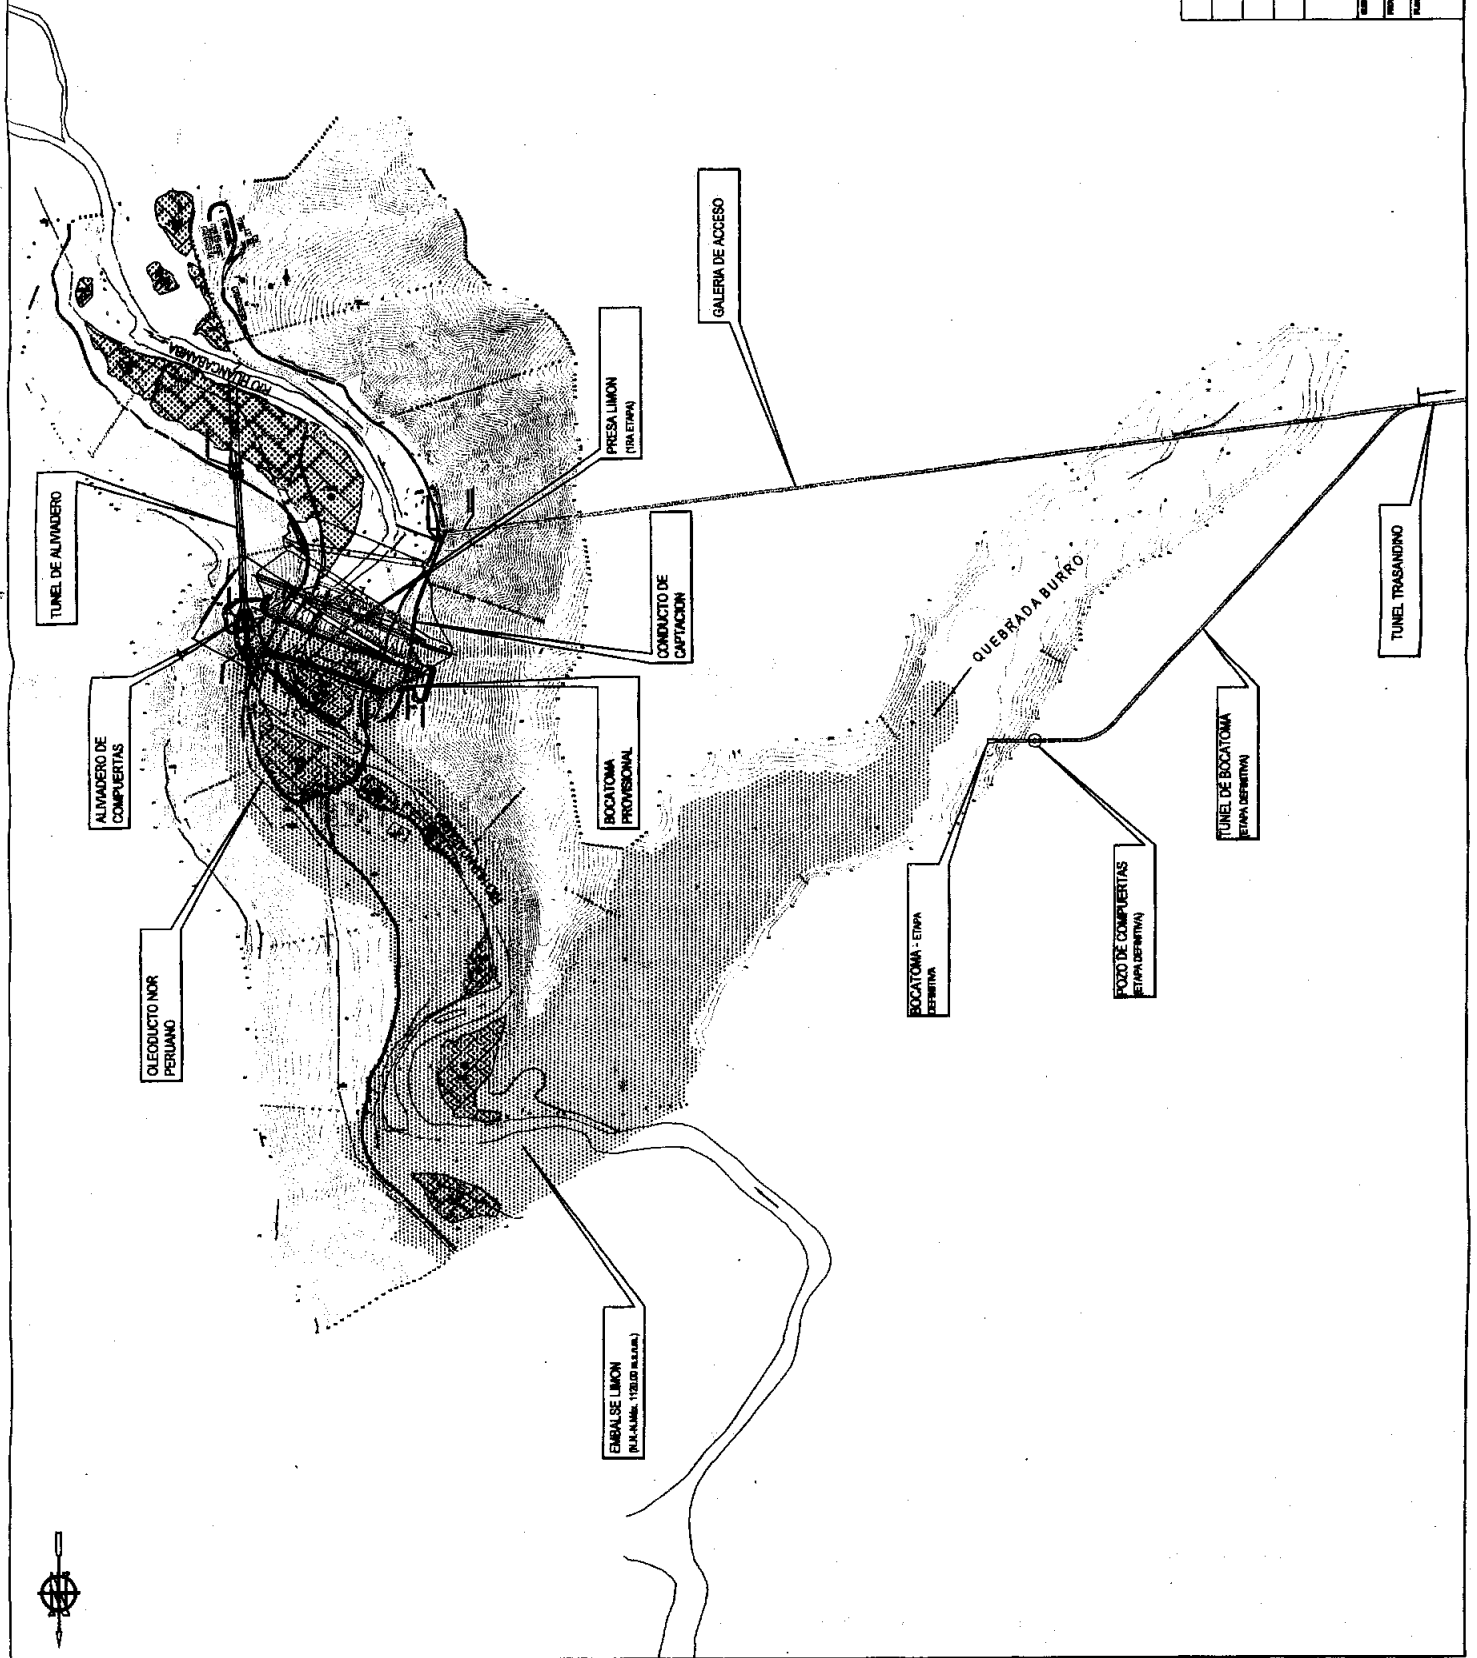 TUNEL DE ALIVIADERO
ALIVIADERO DE
COMPUERTAS
OLEODUCTO NOR
PERUANO
RIO HUANCABAMBA
PRESA LIMON
(1RA ETAPA)
GALERIA DE ACCESO
CONDUCTO DE
CAPTACION
BOCATOMA
PROVISIONAL
EMBALSE LIMON
QUEBRADA BURRO
BOCATOMA - ETAPA
DEFINITIVA
POZO DE COMPUERTAS
(ETAPA DEFINITIVA)
TUNEL DE BOCATOMA
(ETAPA DEFINITIVA)
TUNEL TRASANDINO